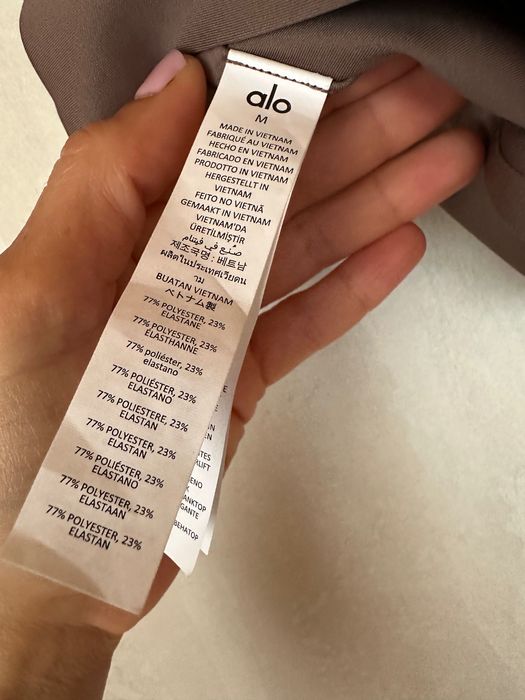 alo
M
MADE IN VIETNAM
FABRIQUÉ AU VIETNAM
HECHO EN VIETNAM
FABRICADO EN VIETNAM
PRODOTTO IN VIETNAM
HERGESTELLT IN
VIETNAM
FEITO NO VIETNÃ
GEMAAKT IN VIETNAM
VIETNAM'DA
ÜRETİLMİŞTİR
صُنع في فيتنام
제조국명 : 베트남
ผลิตในประเทศเวียดน
าม
BUATAN VIETNAM
ベトナム製
77% POLYESTER, 23%
ELASTANE
77% POLYESTER, 23%
ÉLASTHANNE
77% poliéster, 23%
elastano
77% POLIÉSTER, 23%
ELASTANO
77% POLIESTERE, 23%
ELASTAN
77% POLYESTER, 23%
ELASTAN
77% POLIÉSTER, 23%
ELASTANO
77% POLYESTER, 23%
ELASTAAN
77% POLYESTER, 23%
ELASTAN